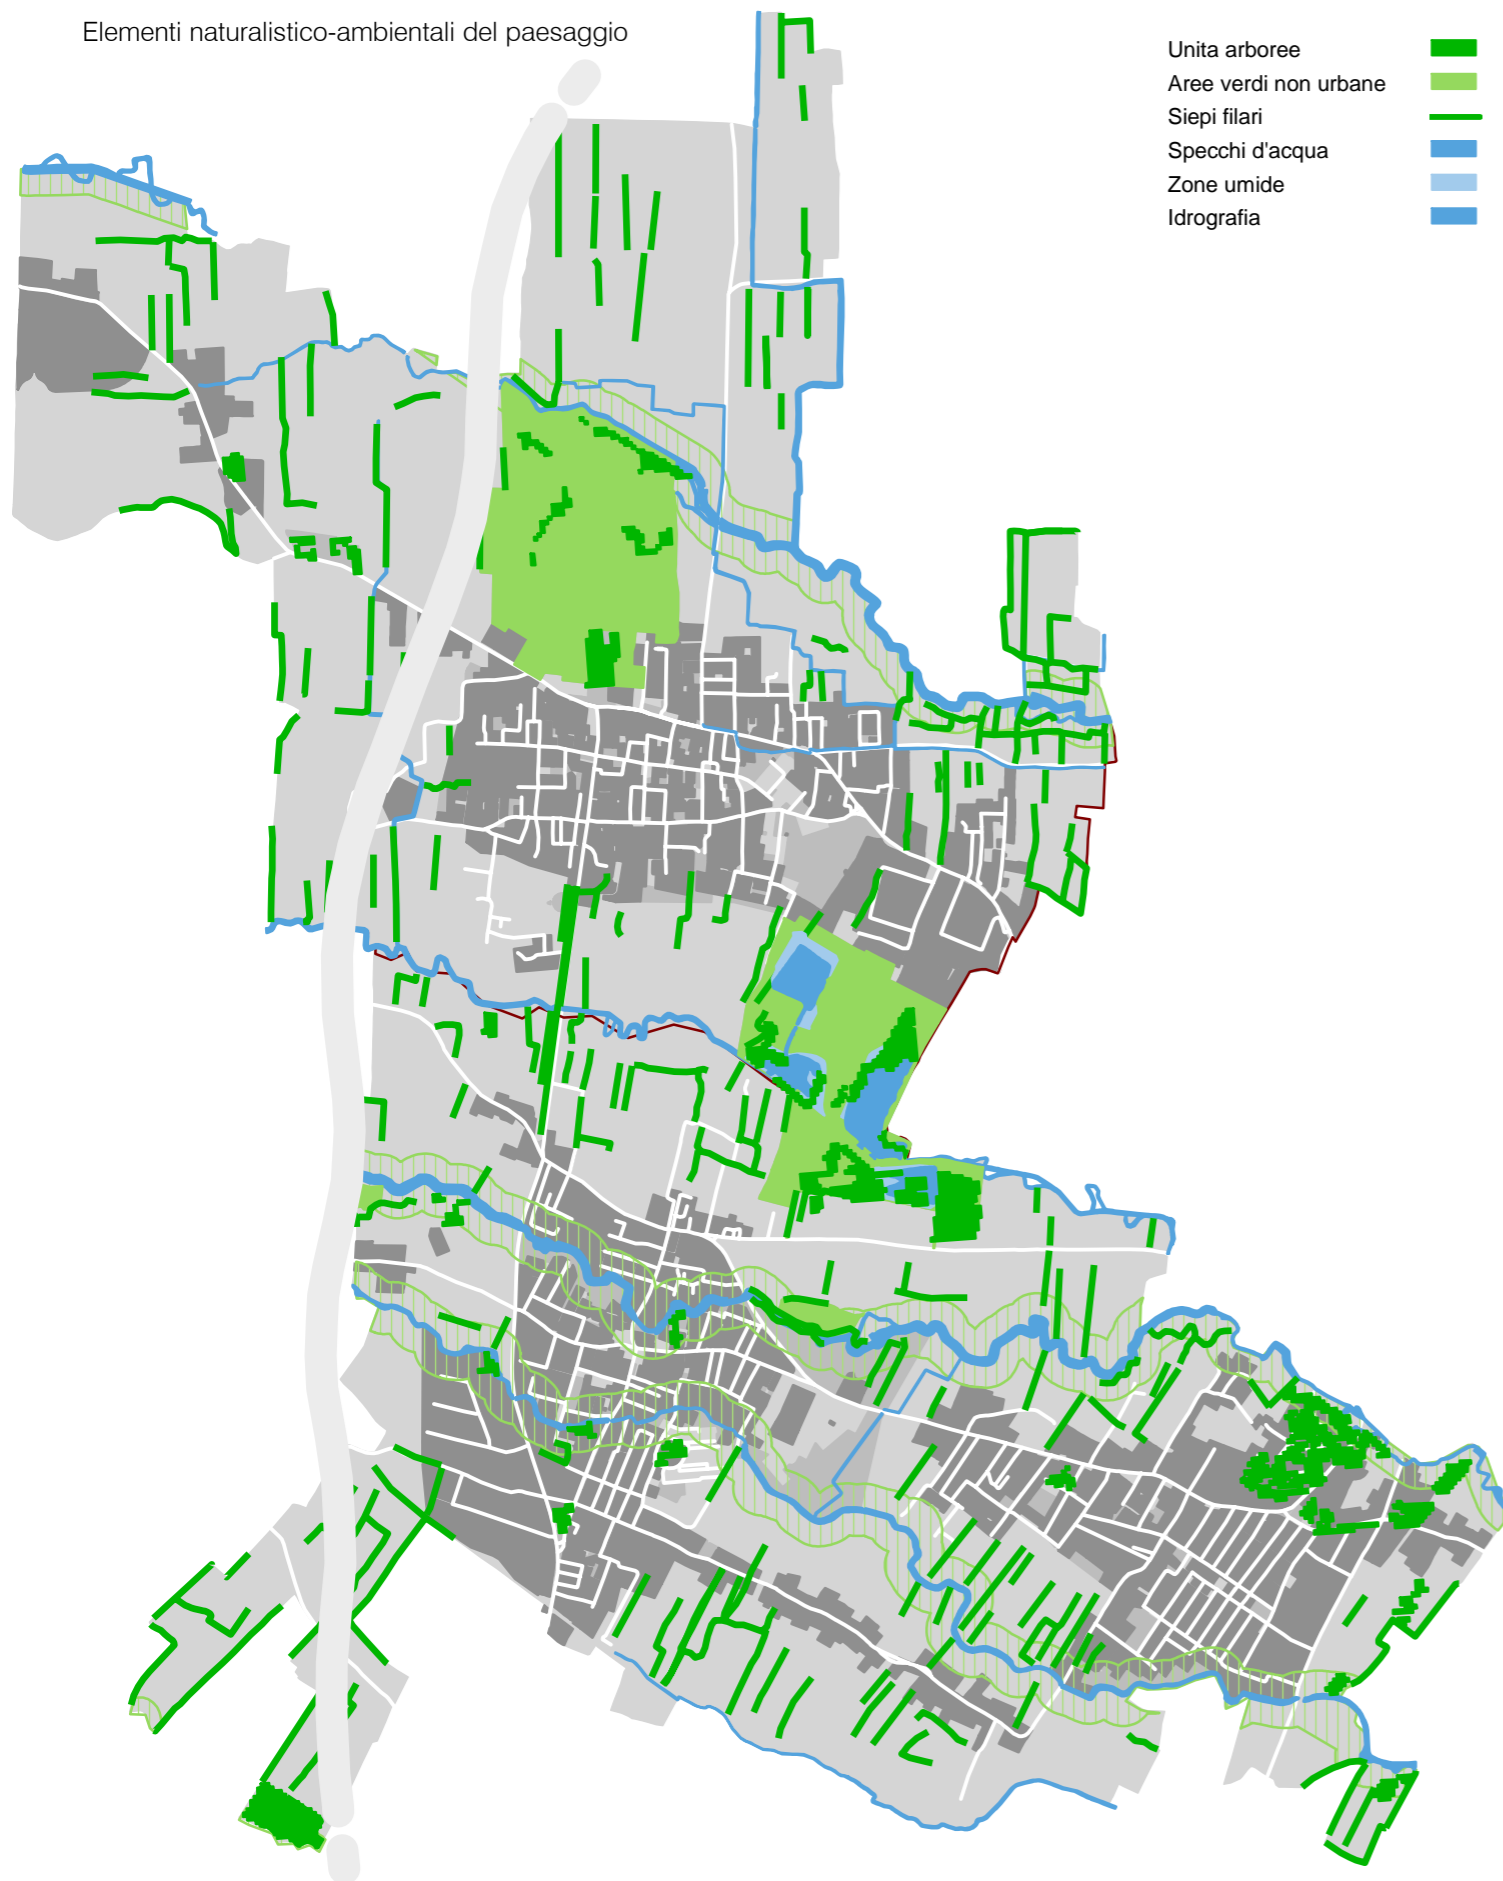 Elementi naturalistico-ambientali del paesaggio
Unita arboree
Aree verdi non urbane
Siepi filari
Specchi d'acqua
Zone umide
Idrografia